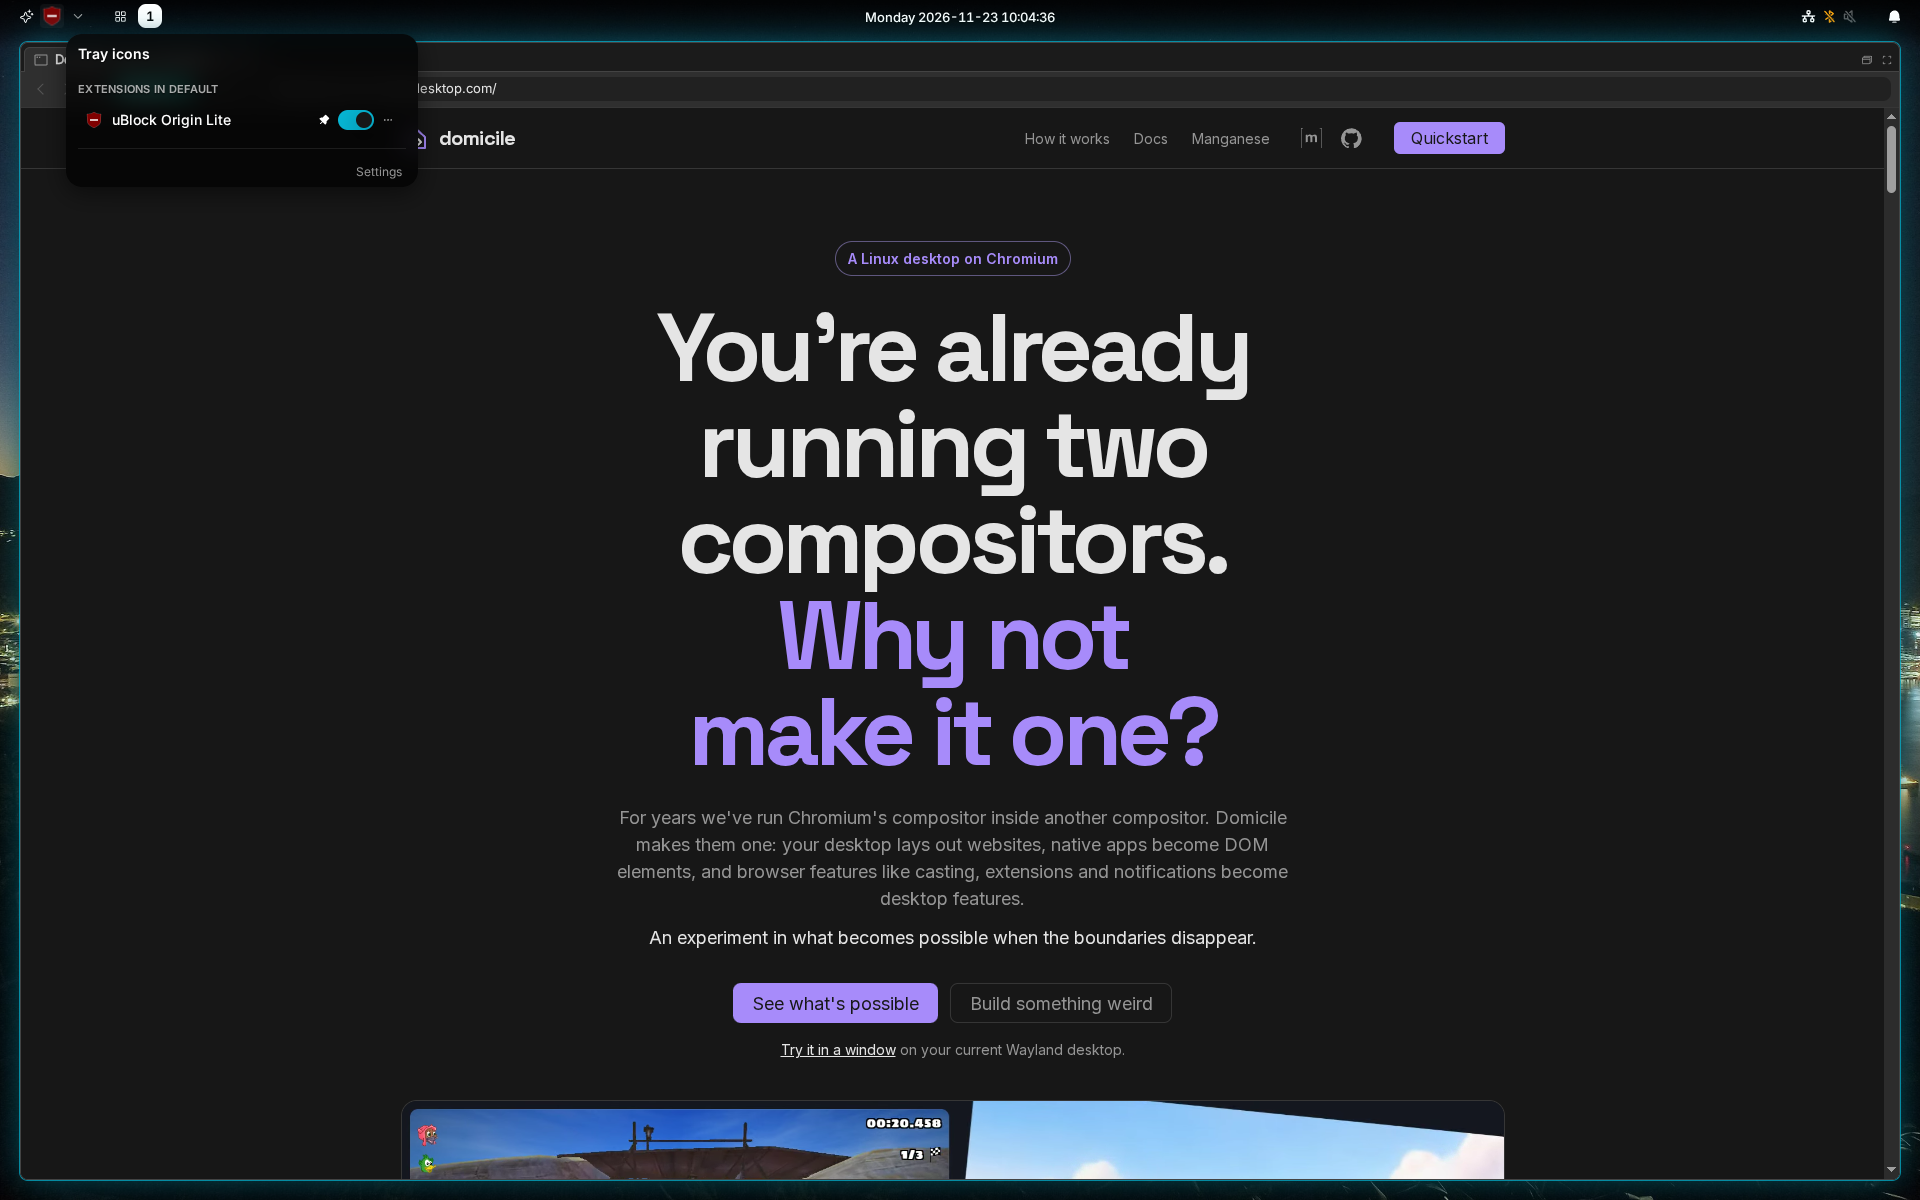 1
Monday 2026-11-23 10:04:36
Tray icons
EXTENSIONS IN DEFAULT
uBlock Origin Lite
Settings
esktop.com/
domicile
How it works
Docs
Manganese
m
Quickstart
A Linux desktop on Chromium
You're already
running two
compositors.
Why not
make it one?
For years we've run Chromium's compositor inside another compositor. Domicile
makes them one: your desktop lays out websites, native apps become DOM
elements, and browser features like casting, extensions and notifications become
desktop features.
An experiment in what becomes possible when the boundaries disappear.
See what's possible
Build something weird
Try it in a window on your current Wayland desktop.
00:20.458
1/3